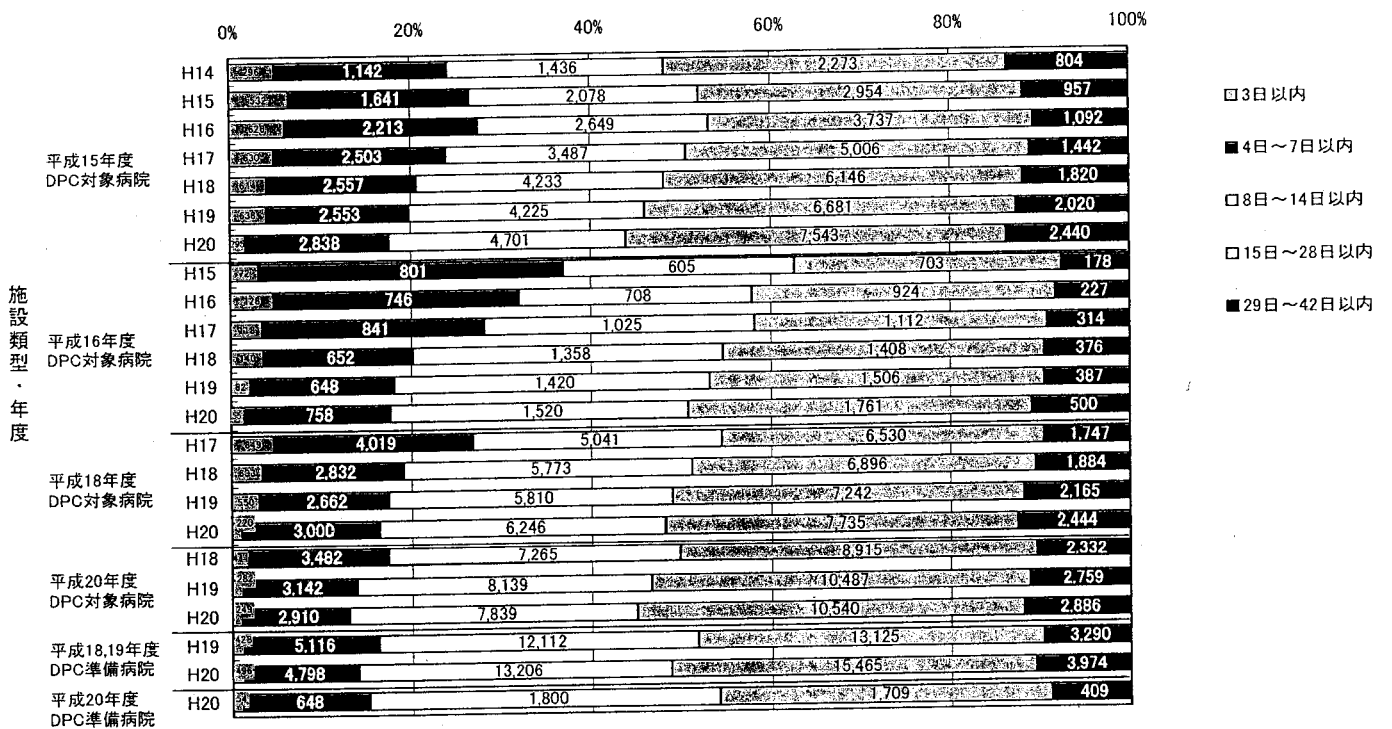 0% 20% 40% 60% 80% 100%
H14 1,142 1,436 2,273 804
H15 1,641 2,078 2,954 957
H16 2,213 2,649 3,737 1,092
平成15年度
DPC対象病院
H17 2,503 3,487 5,006 1,442
H18 2,557 4,233 6,146 1,820
H19 2,553 4,225 6,681 2,020
H20 2,838 4,701 7,543 2,440
H15 801 605 703 178
H16 746 708 924 227
平成16年度
DPC対象病院
H17 841 1,025 1,112 314
H18 652 1,358 1,408 376
H19 82 648 1,420 1,506 387
H20 758 1,520 1,761 500
H17 4,019 5,041 6,530 1,747
平成18年度
DPC対象病院
H18 2,832 5,773 6,896 1,884
H19 2,662 5,810 7,242 2,165
H20 3,000 6,246 7,735 2,444
H18 3,482 7,265 8,915 2,332
平成20年度
DPC対象病院
H19 3,142 8,139 10,487 2,759
H20 2,910 7,839 10,540 2,886
平成18,19年度
DPC準備病院
H19 5,116 12,112 13,125 3,290
H20 4,798 13,206 15,465 3,974
平成20年度
DPC準備病院
H20 648 1,800 1,709 409
施設類型・年度
3日以内
4日～7日以内
8日～14日以内
15日～28日以内
29日～42日以内